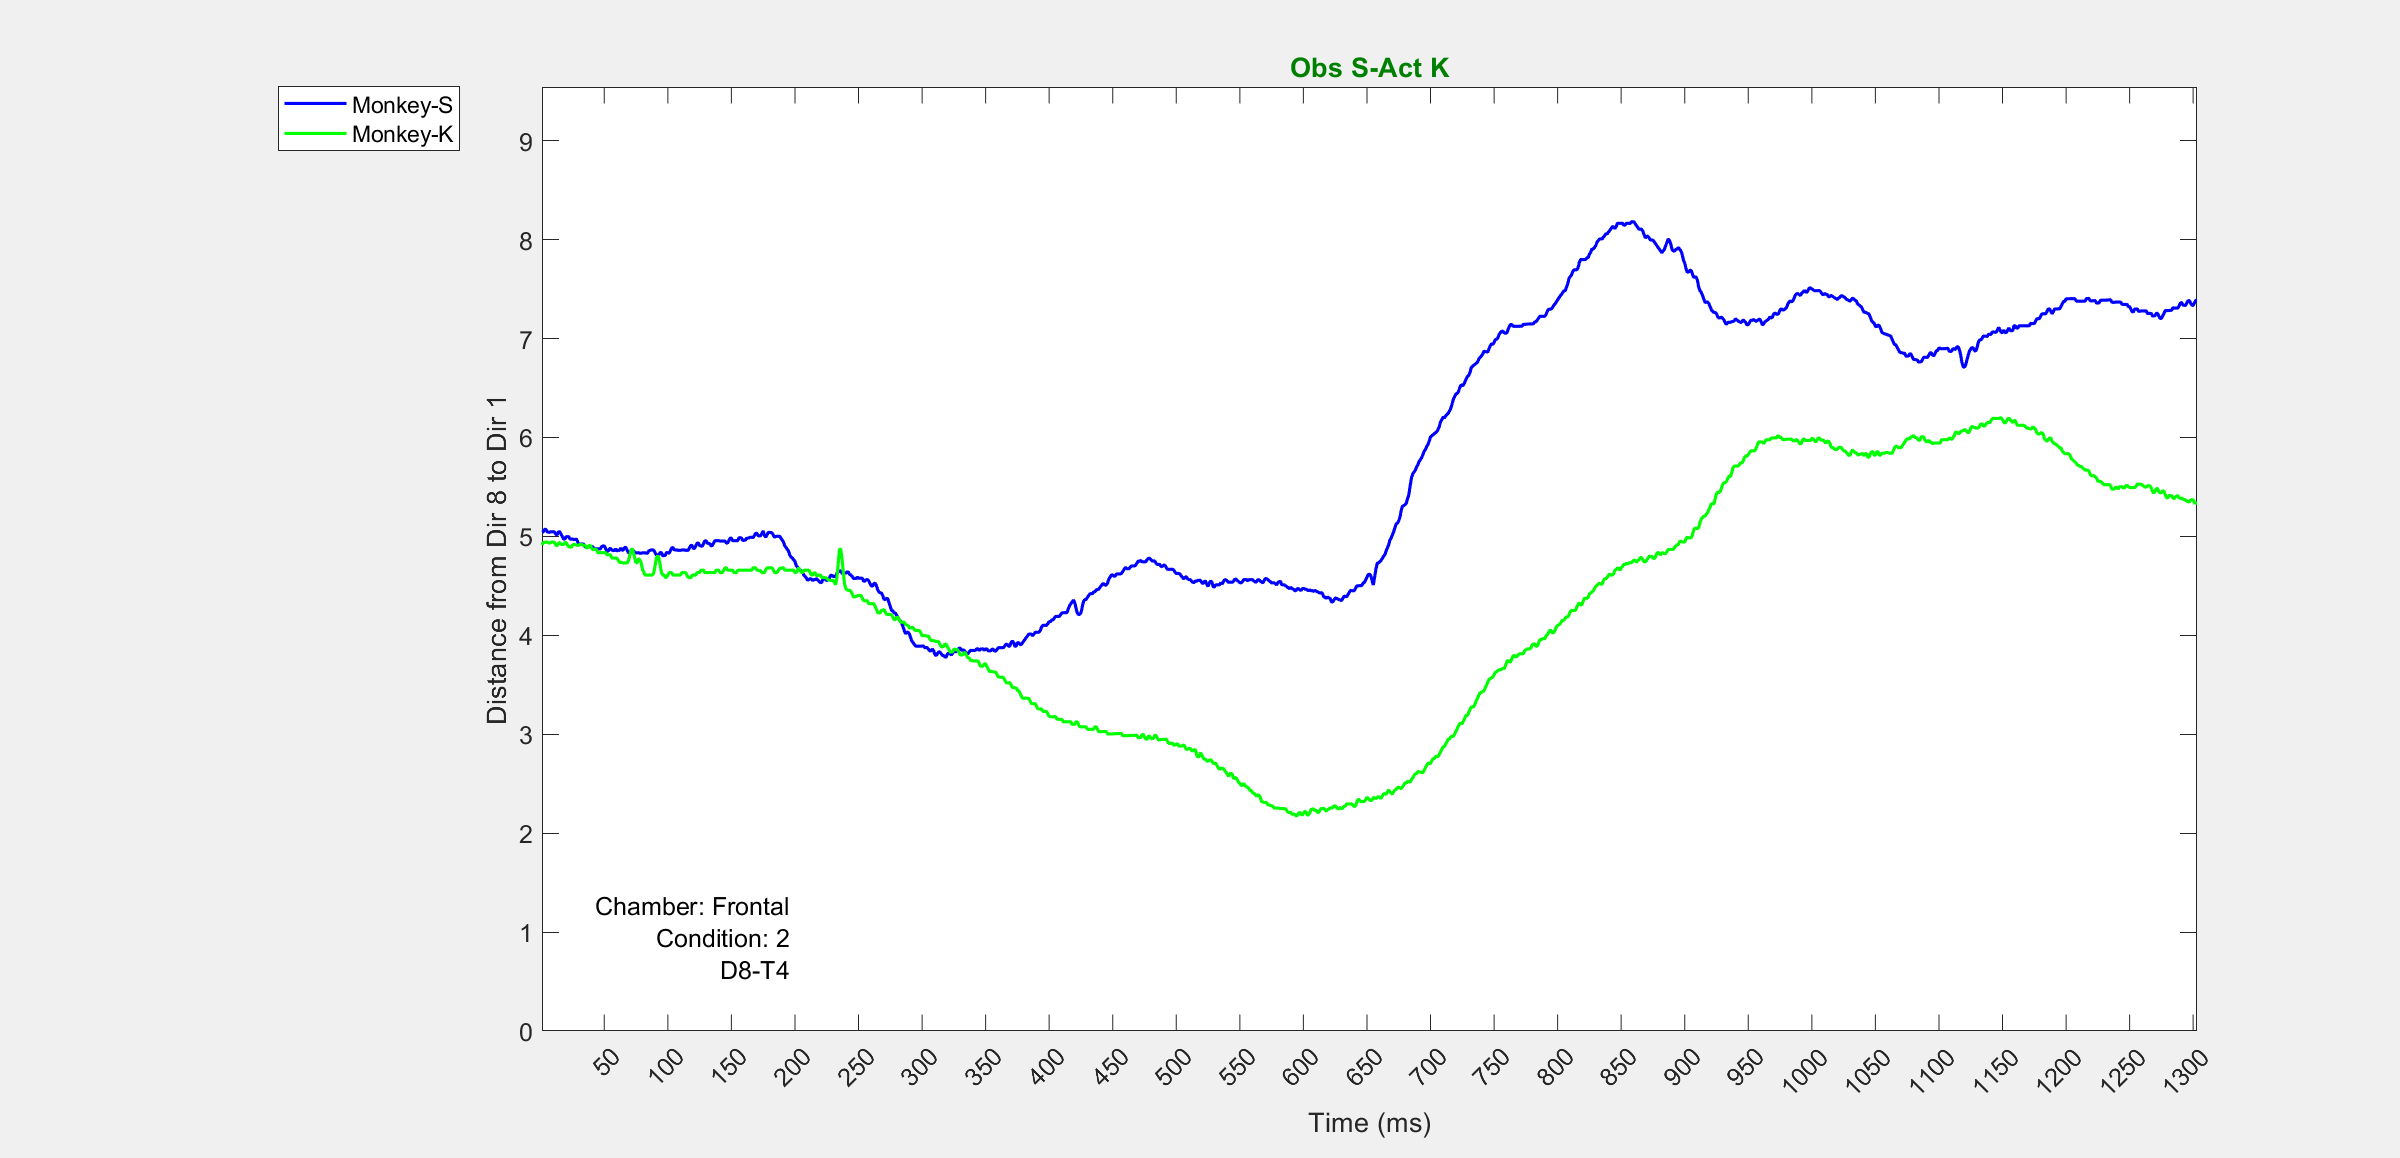 Obs S-Act K
Monkey-S
Monkey-K
Distance from Dir 8 to Dir 1
9
8
7
6
5
4
3
2
1
0
Chamber: Frontal
Condition: 2
D8-T4
50 100 150 200 250 300 350 400 450 500 550 600 650 700 750 800 850 900 950 1000 1050 1100 1150 1200 1250 1300
Time (ms)